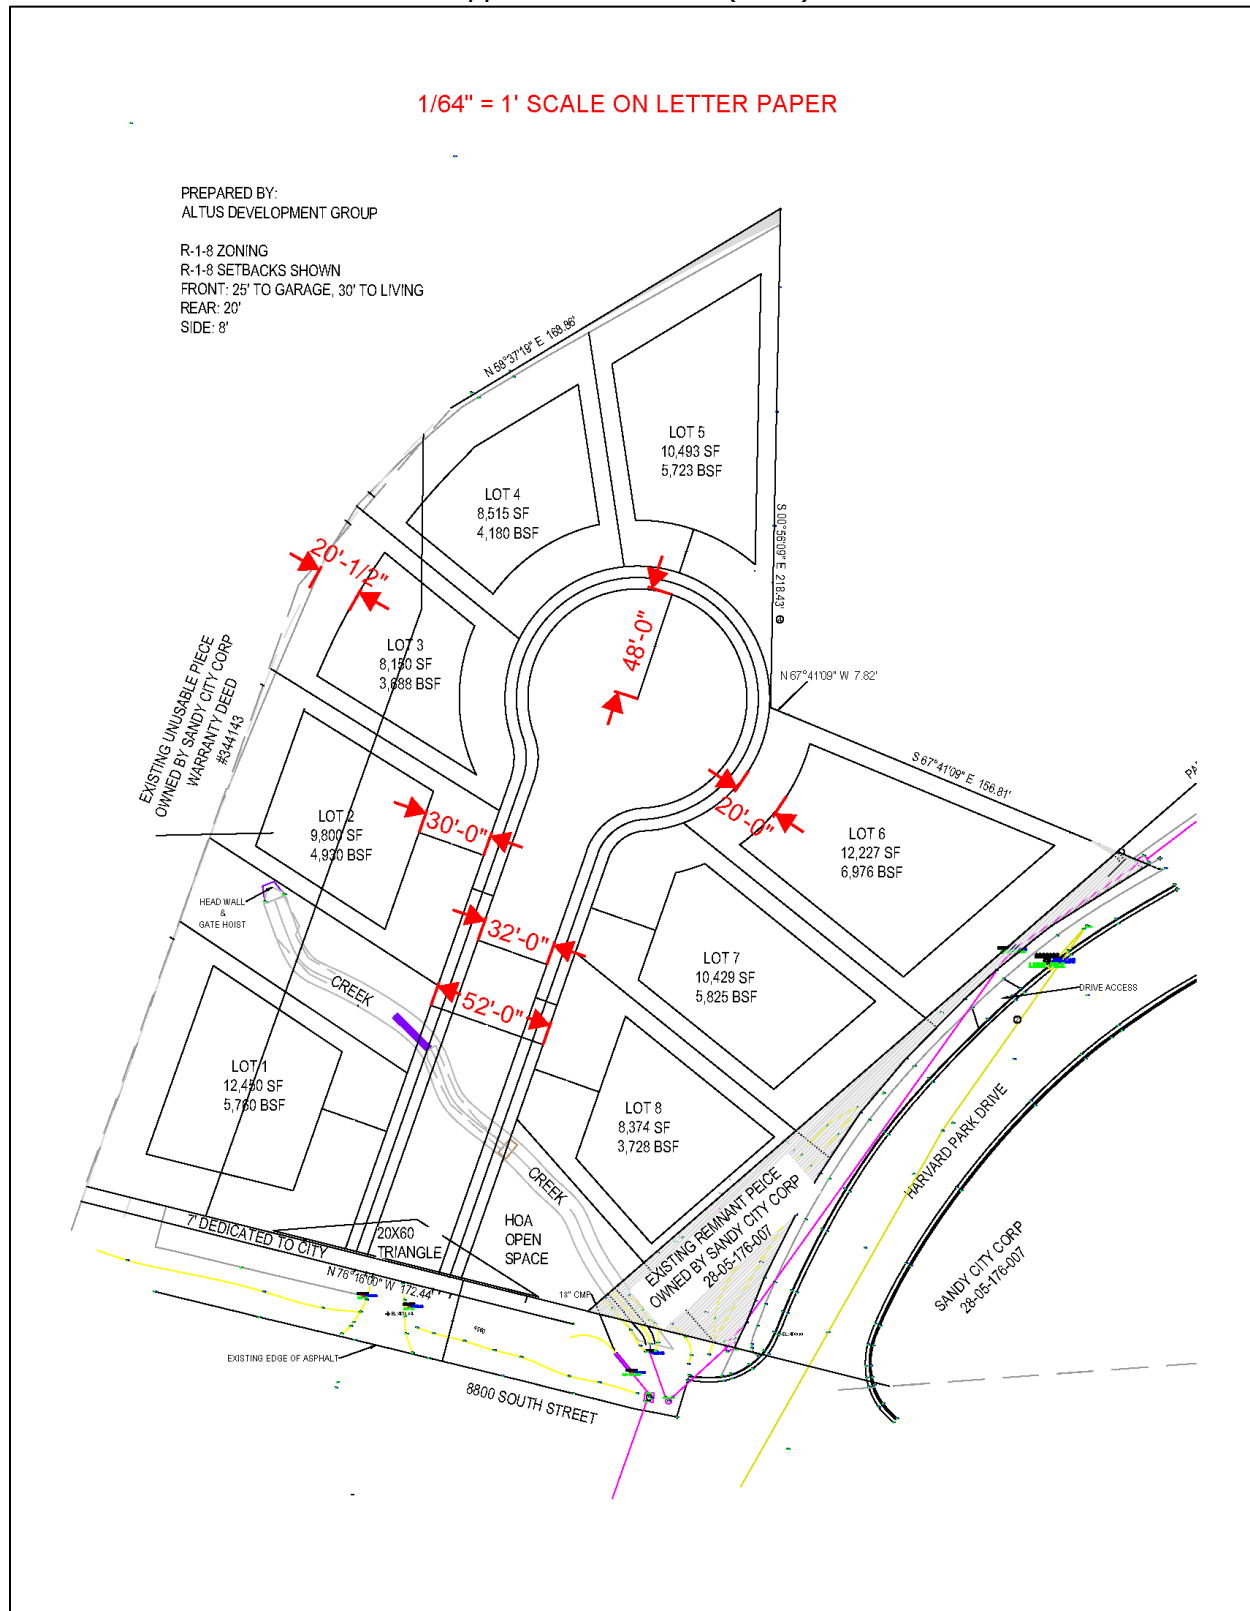 1/64" = 1' SCALE ON LETTER PAPER
PREPARED BY:
ALTUS DEVELOPMENT GROUP
R-1-8 ZONING
R-1-8 SETBACKS SHOWN
FRONT: 25' TO GARAGE, 30' TO LIVING
REAR: 20'
SIDE: 8'
N 58°37'19" E 168.86'
LOT 5
10,493 SF
5,723 BSF
LOT 4
8,515 SF
4,180 BSF
S 00°56'09" E 218.43'
20'-1/2"
48'-0"
LOT 3
8,150 SF
3,688 BSF
EXISTING UNUSABLE PIECE
OWNED BY SANDY CITY CORP
WARRANTY DEED
#344143
N 67°41'09" W 7.82'
S 67°41'09" E 156.81'
LOT 2
9,800 SF
4,930 BSF
30'-0"
20'-0"
LOT 6
12,227 SF
6,976 BSF
HEAD WALL
&
GATE HOIST
32'-0"
LOT 7
10,429 SF
5,825 BSF
CREEK
52'-0"
DRIVE ACCESS
LOT 1
12,450 SF
5,760 BSF
LOT 8
8,374 SF
3,728 BSF
HARVARD PARK DRIVE
CREEK
7' DEDICATED TO CITY
20X60
TRIANGLE
HOA
OPEN
SPACE
EXISTING REMNANT PEICE
OWNED BY SANDY CITY CORP
28-05-176-007
SANDY CITY CORP
28-05-176-007
N 76°16'00" W 172.44'
18" CMP
EXISTING EDGE OF ASPHALT
8800 SOUTH STREET